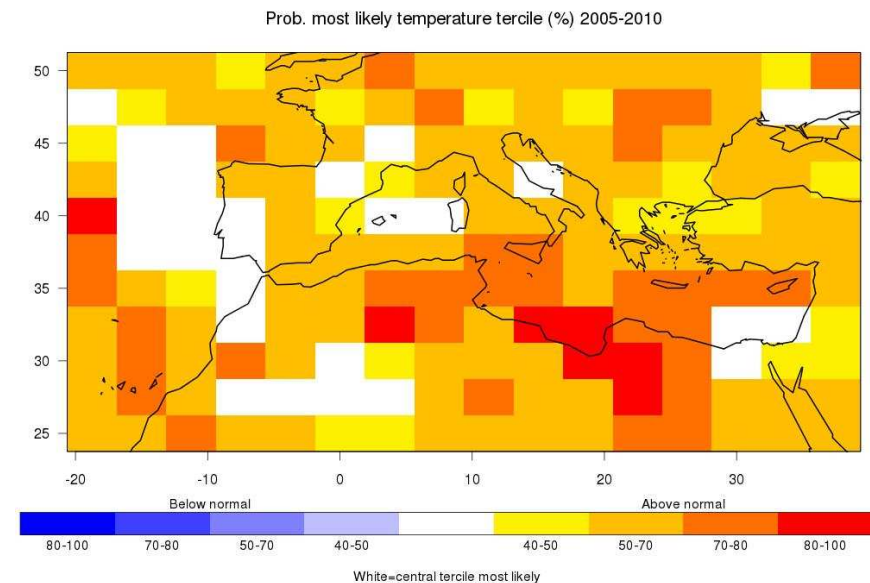 Prob. most likely temperature tercile (%) 2005-2010
50
45
40
35
30
25
-20 -10 0 10 20 30
Below normal Above normal
80-100 70-80 50-70 40-50 40-50 50-70 70-80 80-100
White=central tercile most likely